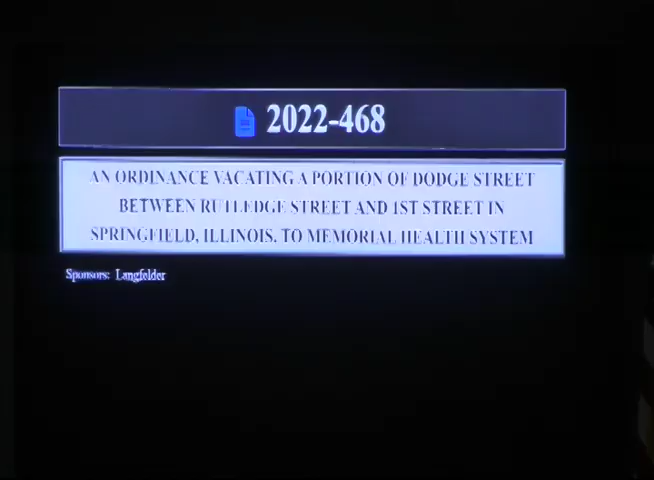 2022-468
AN ORDINANCE VACATING A PORTION OF DODGE STREET
BETWEEN RUTLEDGE STREET AND 1ST STREET IN
SPRINGFIELD, ILLINOIS, TO MEMORIAL HEALTH SYSTEM
Sponsors: Langfelder